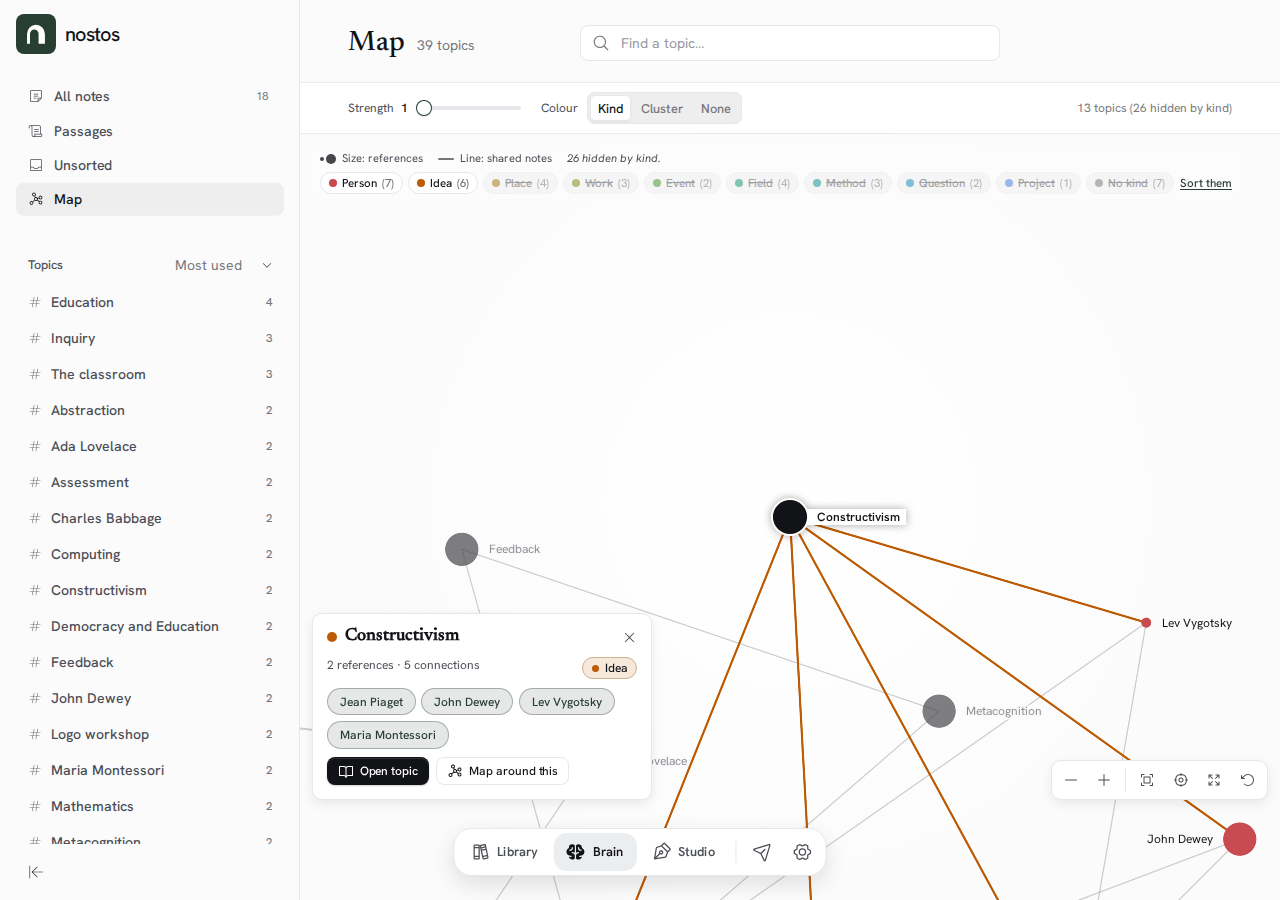 nostos
All notes 18
Passages
Unsorted
Map
Topics Most used
# Education 4
# Inquiry 3
# The classroom 3
# Abstraction 2
# Ada Lovelace 2
# Assessment 2
# Charles Babbage 2
# Computing 2
# Constructivism 2
# Democracy and Education 2
# Feedback 2
# John Dewey 2
# Logo workshop 2
# Maria Montessori 2
# Mathematics 2
# Metacognition 2
Map 39 topics
Find a topic...
Strength 1 Colour Kind Cluster None 13 topics (26 hidden by kind)
Size: references Line: shared notes 26 hidden by kind.
Person (7) Idea (6) Place (4) Work (3) Event (2) Field (4) Method (3) Question (2) Project (1) No kind (7) Sort them
Constructivism
Feedback
Lev Vygotsky
Metacognition
ovelace
John Dewey
Constructivism
2 references · 5 connections Idea
Jean Piaget John Dewey Lev Vygotsky
Maria Montessori
Open topic Map around this
Library Brain Studio